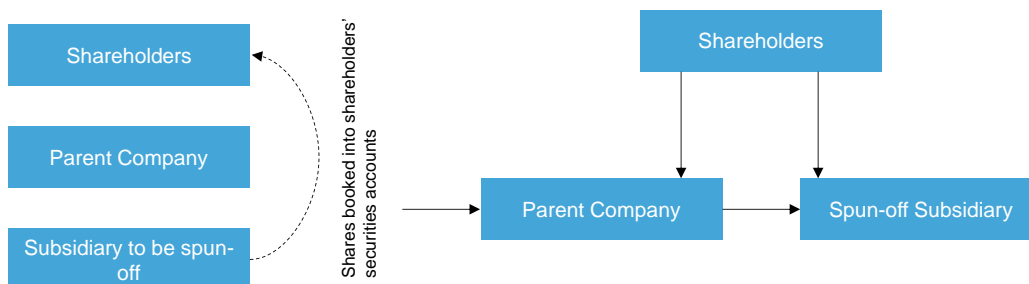 Shareholders
Parent Company
Subsidiary to be spun-
off
Shares booked into shareholders'
securities accounts
Shareholders
Parent Company
Spun-off Subsidiary